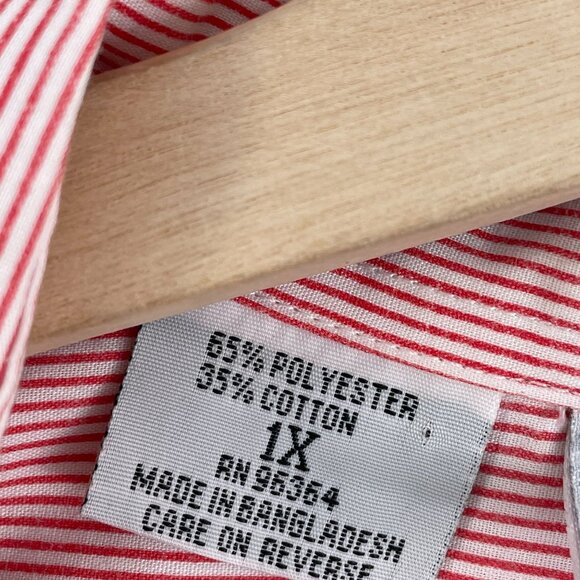 65% POLYESTER
35% COTTON
1X
RN 96364
MADE IN BANGLADESH
CARE ON REVERSE